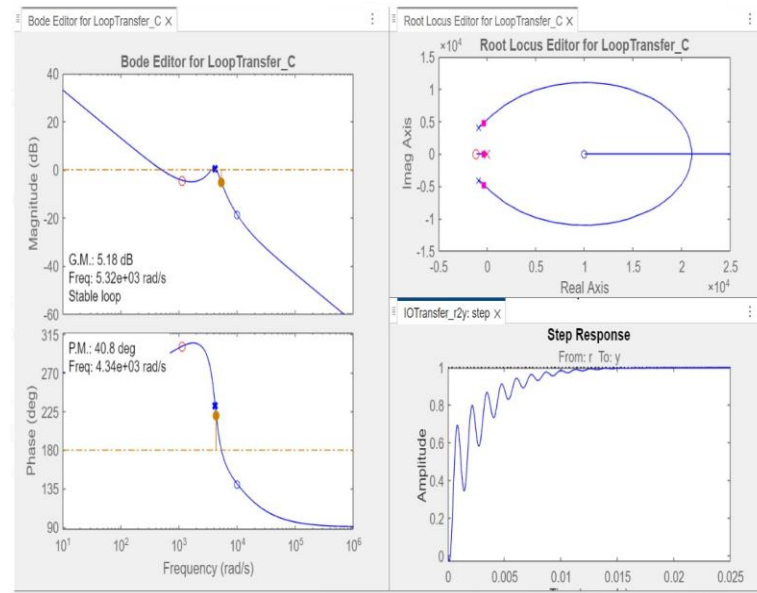 Bode Editor for LoopTransfer_C X
Bode Editor for LoopTransfer_C
Magnitude (dB)
40
20
0
-20
-40
-60
G.M.: 5.18 dB
Freq: 5.32e+03 rad/s
Stable loop
Phase (deg)
315
270
225
180
135
90
P.M.: 40.8 deg
Freq: 4.34e+03 rad/s
10^1
10^2
10^3
10^4
10^5
10^6
Frequency (rad/s)
Root Locus Editor for LoopTransfer_C X
×10^4
Root Locus Editor for LoopTransfer_C
Imag Axis
1.5
1
0.5
0
-0.5
-1
-1.5
-0.5
0
0.5
1
1.5
2
2.5
Real Axis
×10^4
IOTransfer_r2y: step X
Step Response
From: r To: y
Amplitude
1
0.8
0.6
0.4
0.2
0
0
0.005
0.01
0.015
0.02
0.025